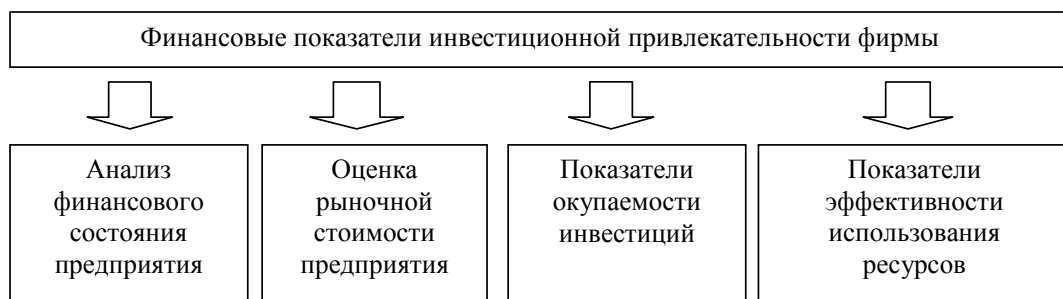 Финансовые показатели инвестиционной привлекательности фирмы
Анализ
финансового
состояния
предприятия
Оценка
рыночной
стоимости
предприятия
Показатели
окупаемости
инвестиций
Показатели
эффективности
использования
ресурсов